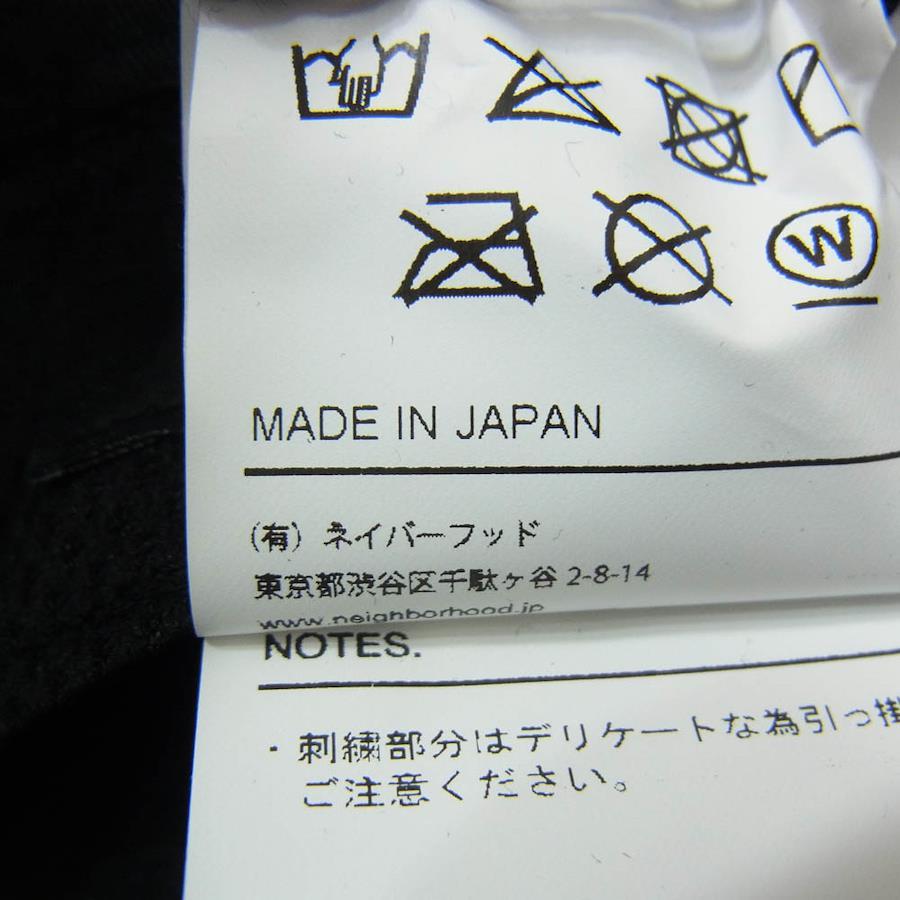 W
MADE IN JAPAN
(有) ネイバーフッド
東京都渋谷区千駄ヶ谷 2-8-14
www.neighborhood.jp
NOTES.
・刺繍部分はデリケートな為引っ掛
ご注意ください。